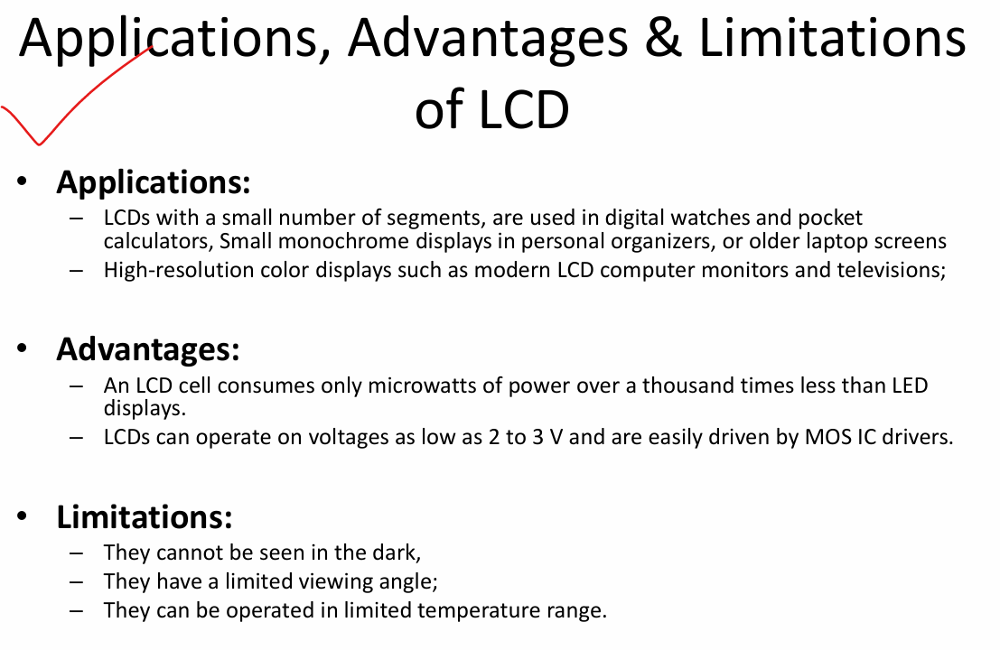 Applications, Advantages & Limitations
of LCD
• Applications:
– LCDs with a small number of segments, are used in digital watches and pocket
calculators, Small monochrome displays in personal organizers, or older laptop screens
– High-resolution color displays such as modern LCD computer monitors and televisions;
• Advantages:
– An LCD cell consumes only microwatts of power over a thousand times less than LED
displays.
– LCDs can operate on voltages as low as 2 to 3 V and are easily driven by MOS IC drivers.
• Limitations:
– They cannot be seen in the dark,
– They have a limited viewing angle;
– They can be operated in limited temperature range.